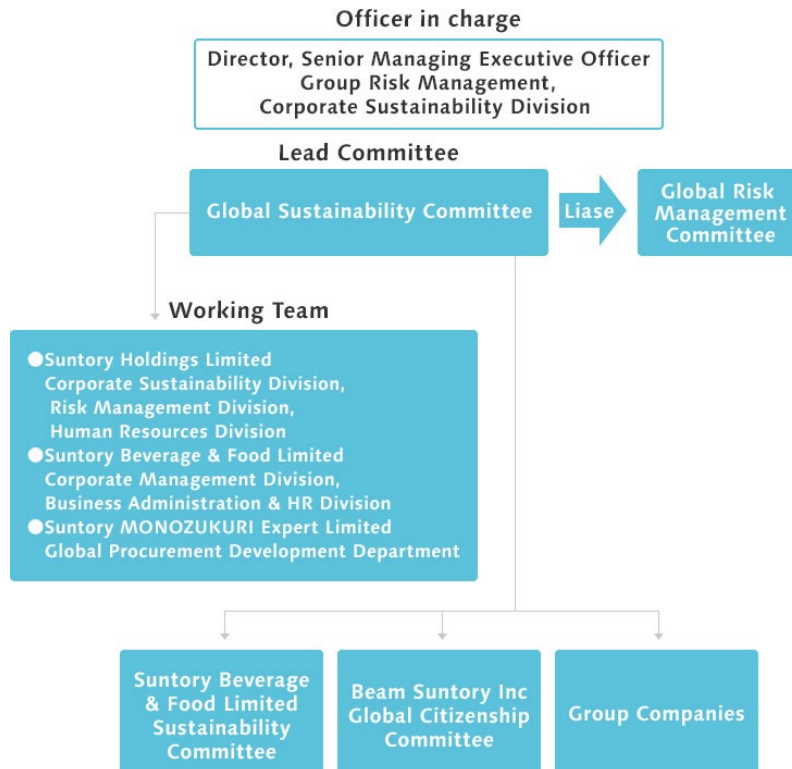 Officer in charge
Director, Senior Managing Executive Officer
Group Risk Management,
Corporate Sustainability Division
Lead Committee
Global Sustainability Committee
Liase
Global Risk
Management
Committee
Working Team
●Suntory Holdings Limited
Corporate Sustainability Division,
Risk Management Division,
Human Resources Division
●Suntory Beverage & Food Limited
Corporate Management Division,
Business Administration & HR Division
●Suntory MONOZUKURI Expert Limited
Global Procurement Development Department
Suntory Beverage
& Food Limited
Sustainability
Committee
Beam Suntory Inc
Global Citizenship
Committee
Group Companies